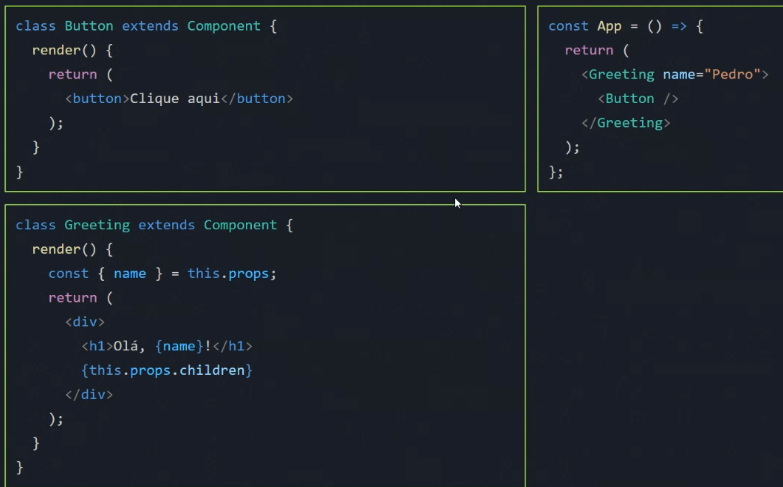 class Button extends Component {
  render() {
    return (
      <button>Clique aqui</button>
    );
  }
}
const App = () => {
  return (
    <Greeting name="Pedro">
      <Button />
    </Greeting>
  );
};
class Greeting extends Component {
  render() {
    const { name } = this.props;
    return (
      <div>
        <h1>Olá, {name}!</h1>
        {this.props.children}
      </div>
    );
  }
}